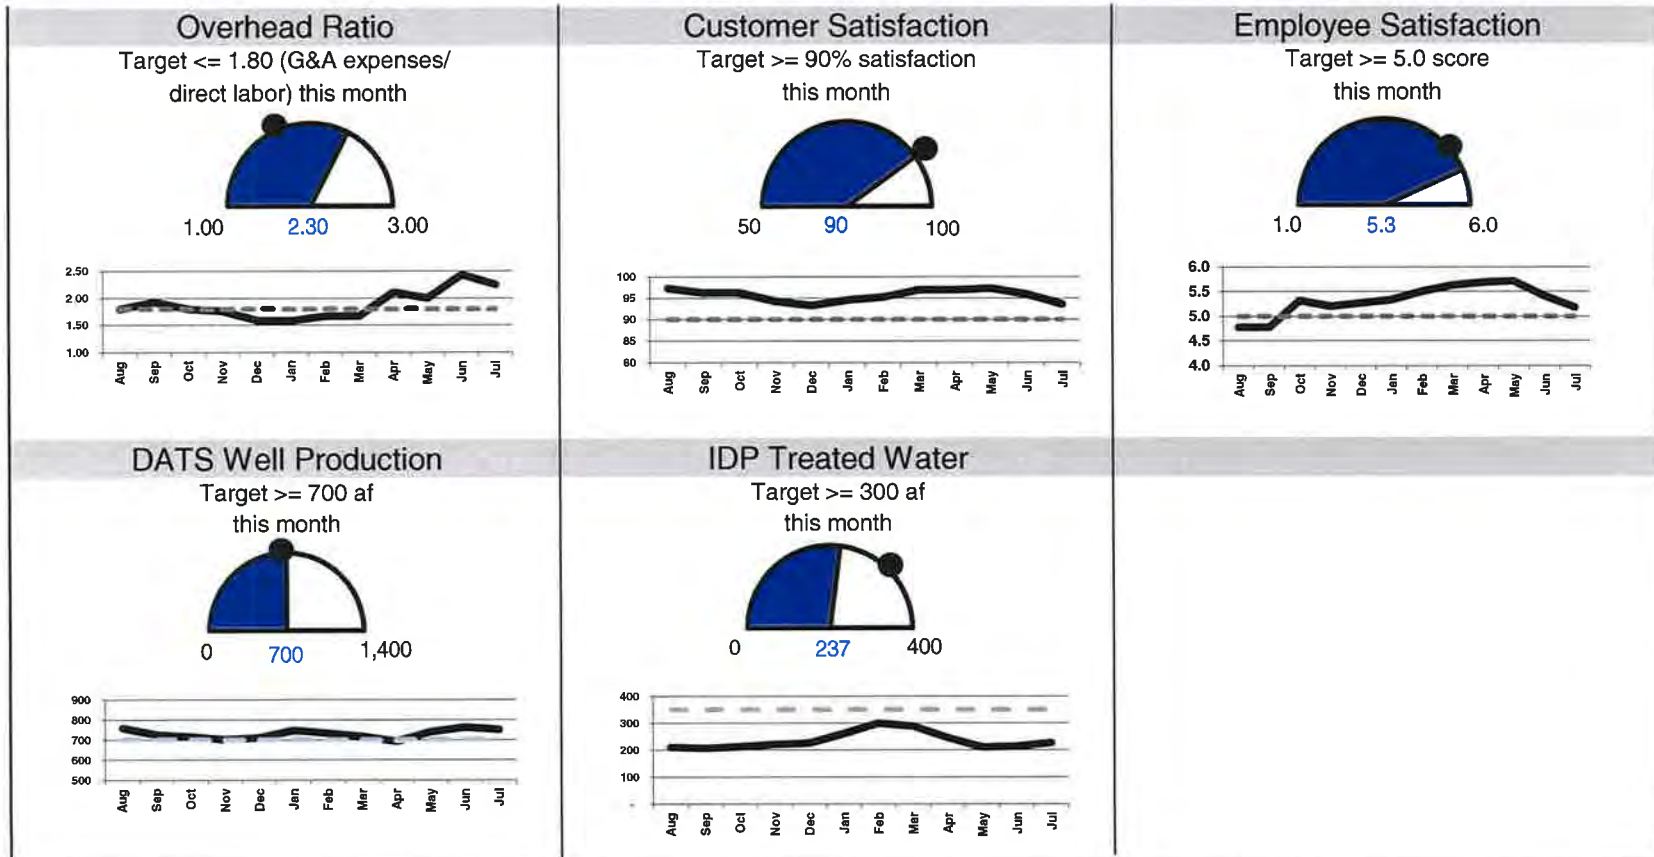 Overhead Ratio
Target <= 1.80 (G&A expenses/
direct labor) this month
1.00 2.30 3.00
2.50
2.00
1.50
1.00
Aug Sep Oct Nov Dec Jan Feb Mar Apr May Jun Jul
Customer Satisfaction
Target >= 90% satisfaction
this month
50 90 100
100
95
90
85
80
Aug Sep Oct Nov Dec Jan Feb Mar Apr May Jun Jul
Employee Satisfaction
Target >= 5.0 score
this month
1.0 5.3 6.0
6.0
5.5
5.0
4.5
4.0
Aug Sep Oct Nov Dec Jan Feb Mar Apr May Jun Jul
DATS Well Production
Target >= 700 af
this month
0 700 1,400
900
800
700
600
500
Aug Sep Oct Nov Dec Jan Feb Mar Apr May Jun Jul
IDP Treated Water
Target >= 300 af
this month
0 237 400
400
300
200
100
-
Aug Sep Oct Nov Dec Jan Feb Mar Apr May Jun Jul